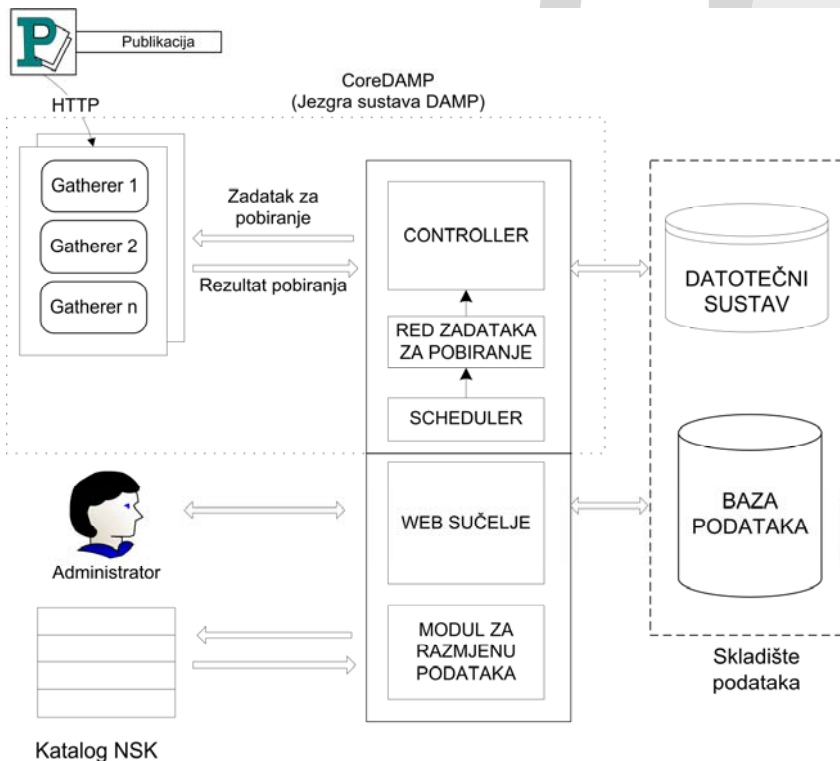 P
Publikacija
HTTP
CoreDAMP
(Jezgra sustava DAMP)
Gatherer 1
Gatherer 2
Gatherer n
Zadatak za
pobiranje
Rezultat pobiranja
CONTROLLER
RED ZADATAKA
ZA POBIRANJE
SCHEDULER
DATOTEČNI
SUSTAV
WEB SUČELJE
BAZA
PODATAKA
Administrator
MODUL ZA
RAZMJENU
PODATAKA
Skladište
podataka
Katalog NSK